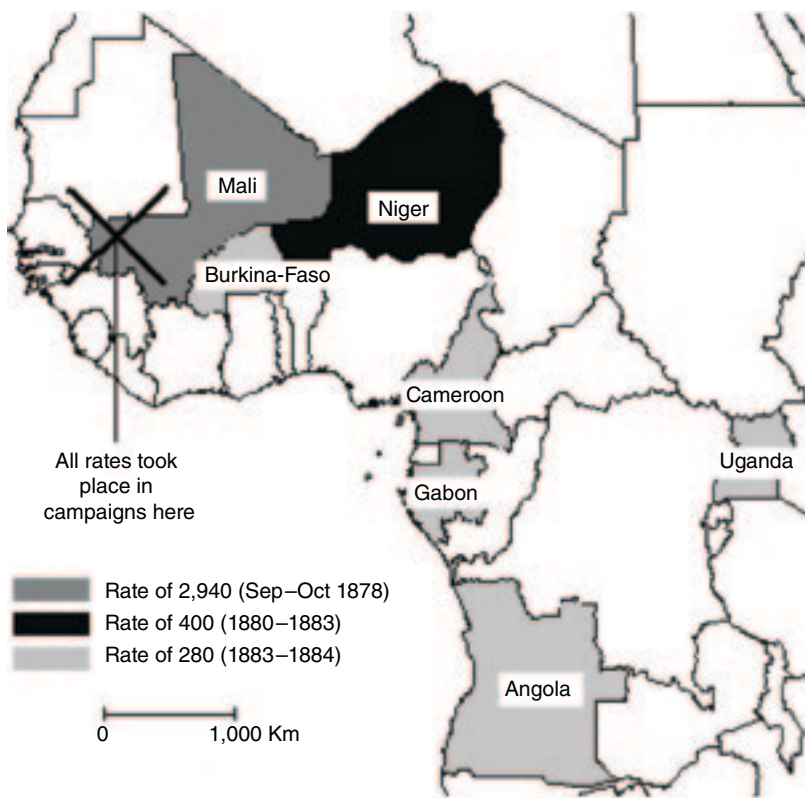 Mali
Niger
Burkina-Faso
Cameroon
Uganda
Gabon
All rates took
place in
campaigns here
Rate of 2,940 (Sep–Oct 1878)
Rate of 400 (1880–1883)
Rate of 280 (1883–1884)
Angola
0 1,000 Km